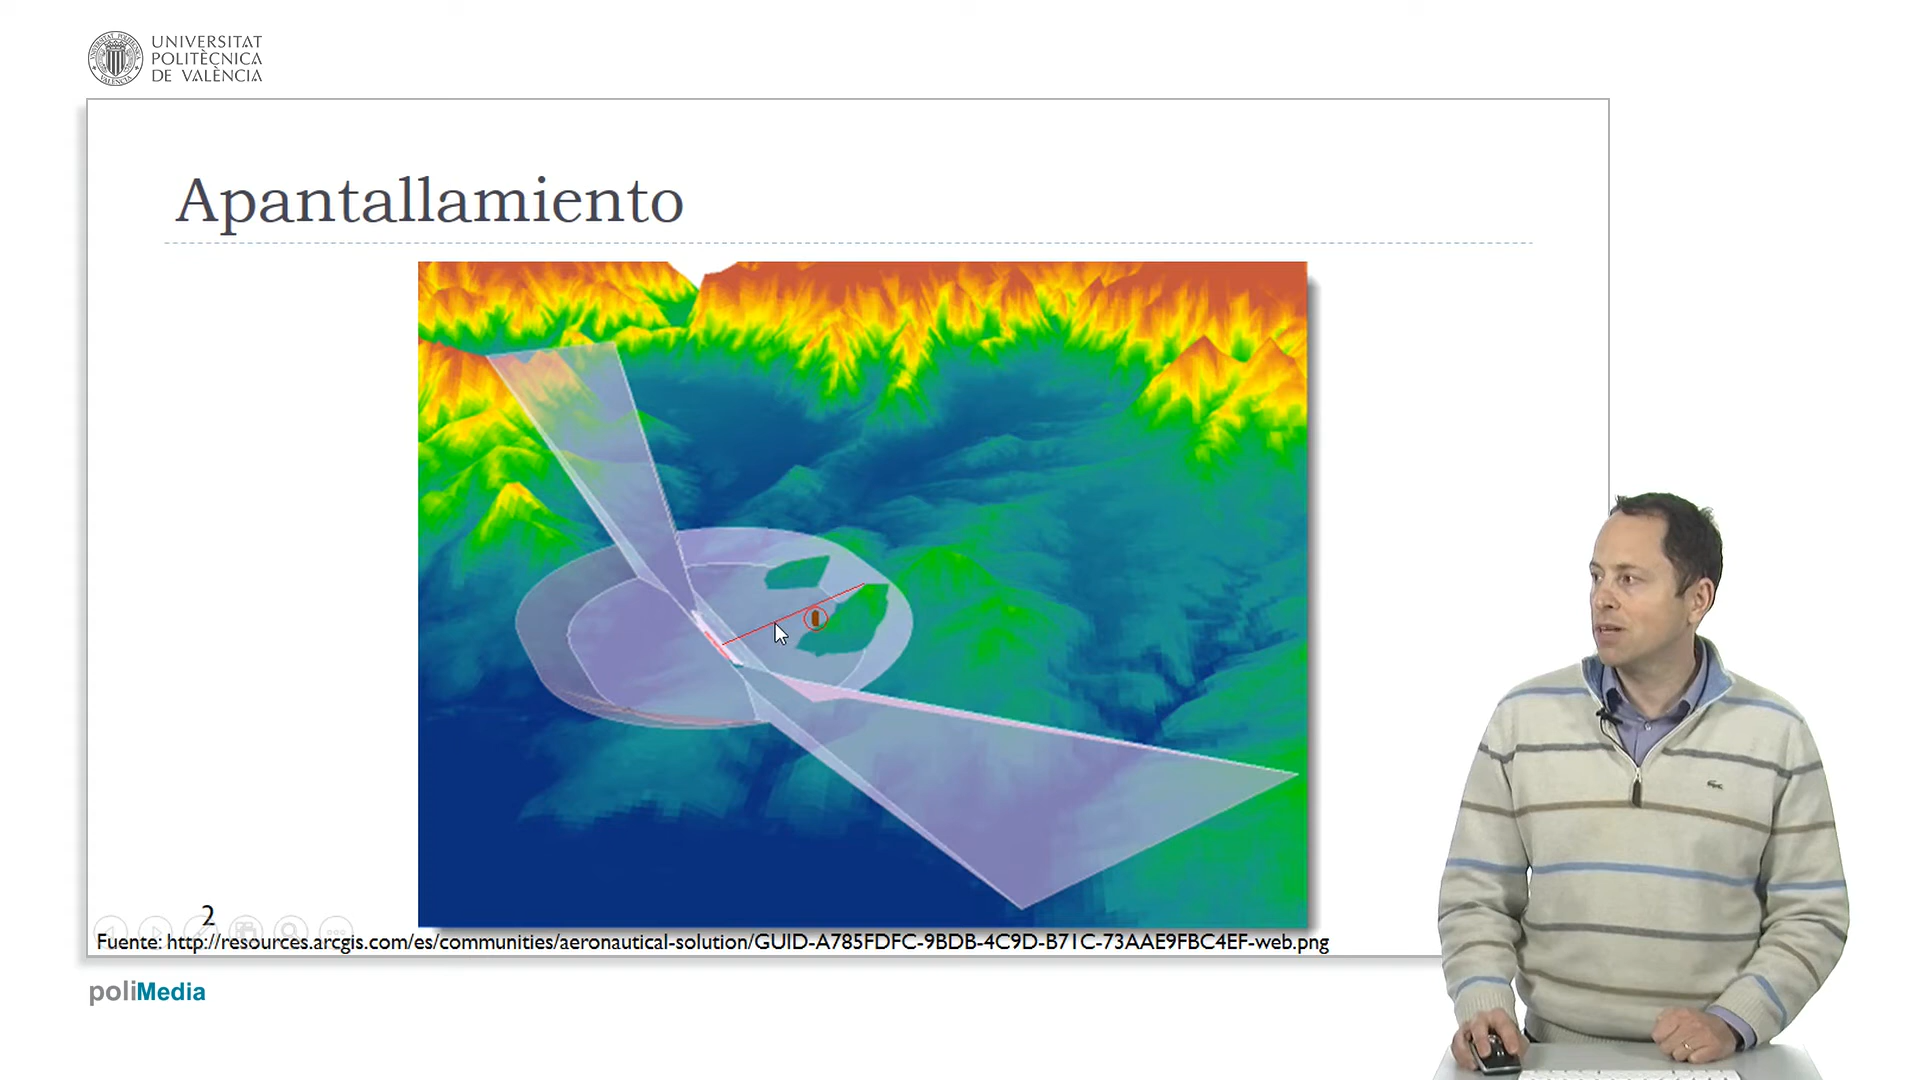 UNIVERSITAT
POLITÈCNICA
DE VALÈNCIA
Apantallamiento
2
Fuente: http://resources.arcgis.com/es/communities/aeronautical-solution/GUID-A785FDFC-9BDB-4C9D-B71C-73AAE9FBC4EF-web.png
poliMedia